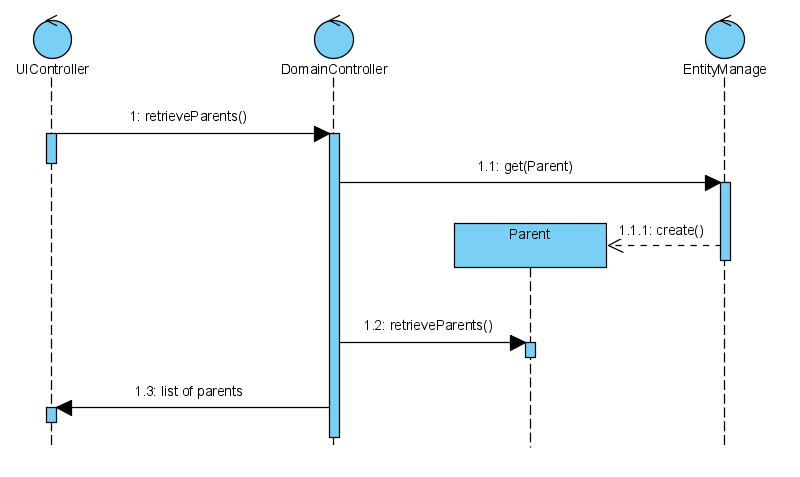 UIController
DomainController
EntityManage
1: retrieveParents()
1.1: get(Parent)
Parent
1.1.1: create()
1.2: retrieveParents()
1.3: list of parents